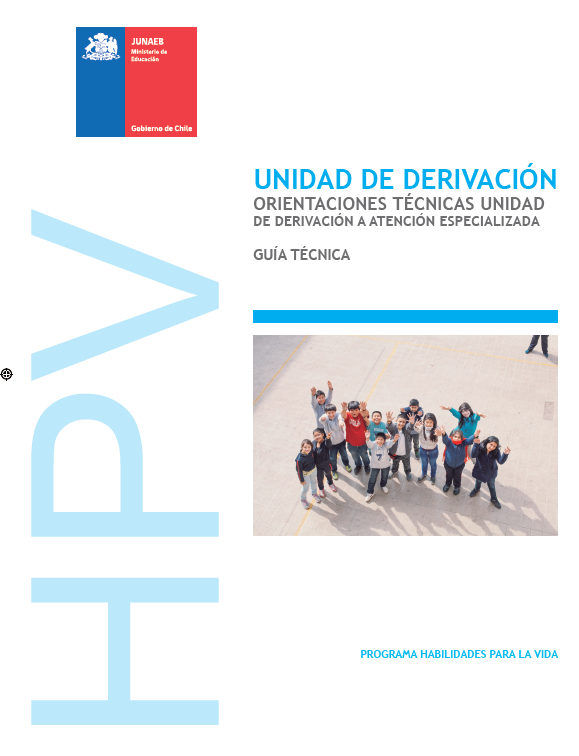 JUNAEB
Ministerio de
Educación
Gobierno de Chile
UNIDAD DE DERIVACIÓN
ORIENTACIONES TÉCNICAS UNIDAD
DE DERIVACIÓN A ATENCIÓN ESPECIALIZADA
GUÍA TÉCNICA
HPV
PROGRAMA HABILIDADES PARA LA VIDA